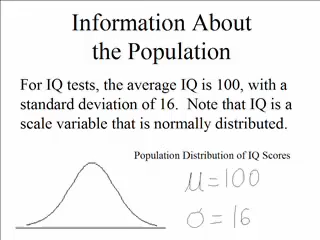 Information About
the Population
For IQ tests, the average IQ is 100, with a
standard deviation of 16.  Note that IQ is a
scale variable that is normally distributed.
Population Distribution of IQ Scores
μ=100
σ=16